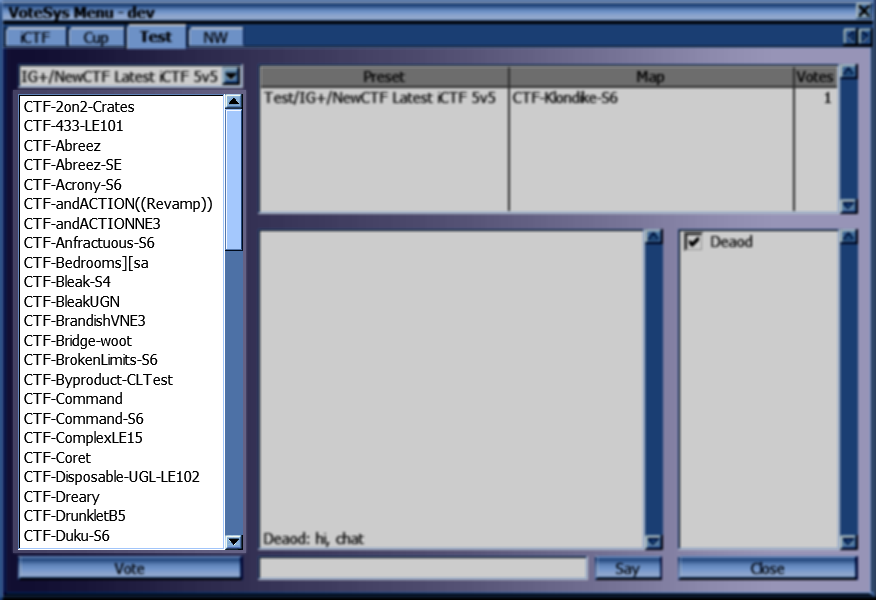 VoteSys Menu - dev
iCTF Cup Test NW
IG+/NewCTF Latest iCTF 5v5
CTF-2on2-Crates
CTF-433-LE101
CTF-Abreez
CTF-Abreez-SE
CTF-Acrony-S6
CTF-andACTION((Revamp))
CTF-andACTIONNE3
CTF-Anfractuous-S6
CTF-Bedrooms][sa
CTF-Bleak-S4
CTF-BleakUGN
CTF-BrandishVNE3
CTF-Bridge-woot
CTF-BrokenLimits-S6
CTF-Byproduct-CLTest
CTF-Command
CTF-Command-S6
CTF-ComplexLE15
CTF-Coret
CTF-Disposable-UGL-LE102
CTF-Dreary
CTF-DrunkletB5
CTF-Duku-S6
Vote
Preset Map Votes
Test/IG+/NewCTF Latest iCTF 5v5 CTF-Klondike-S6 1
Deaod: hi, chat
Say
Deaod
Close